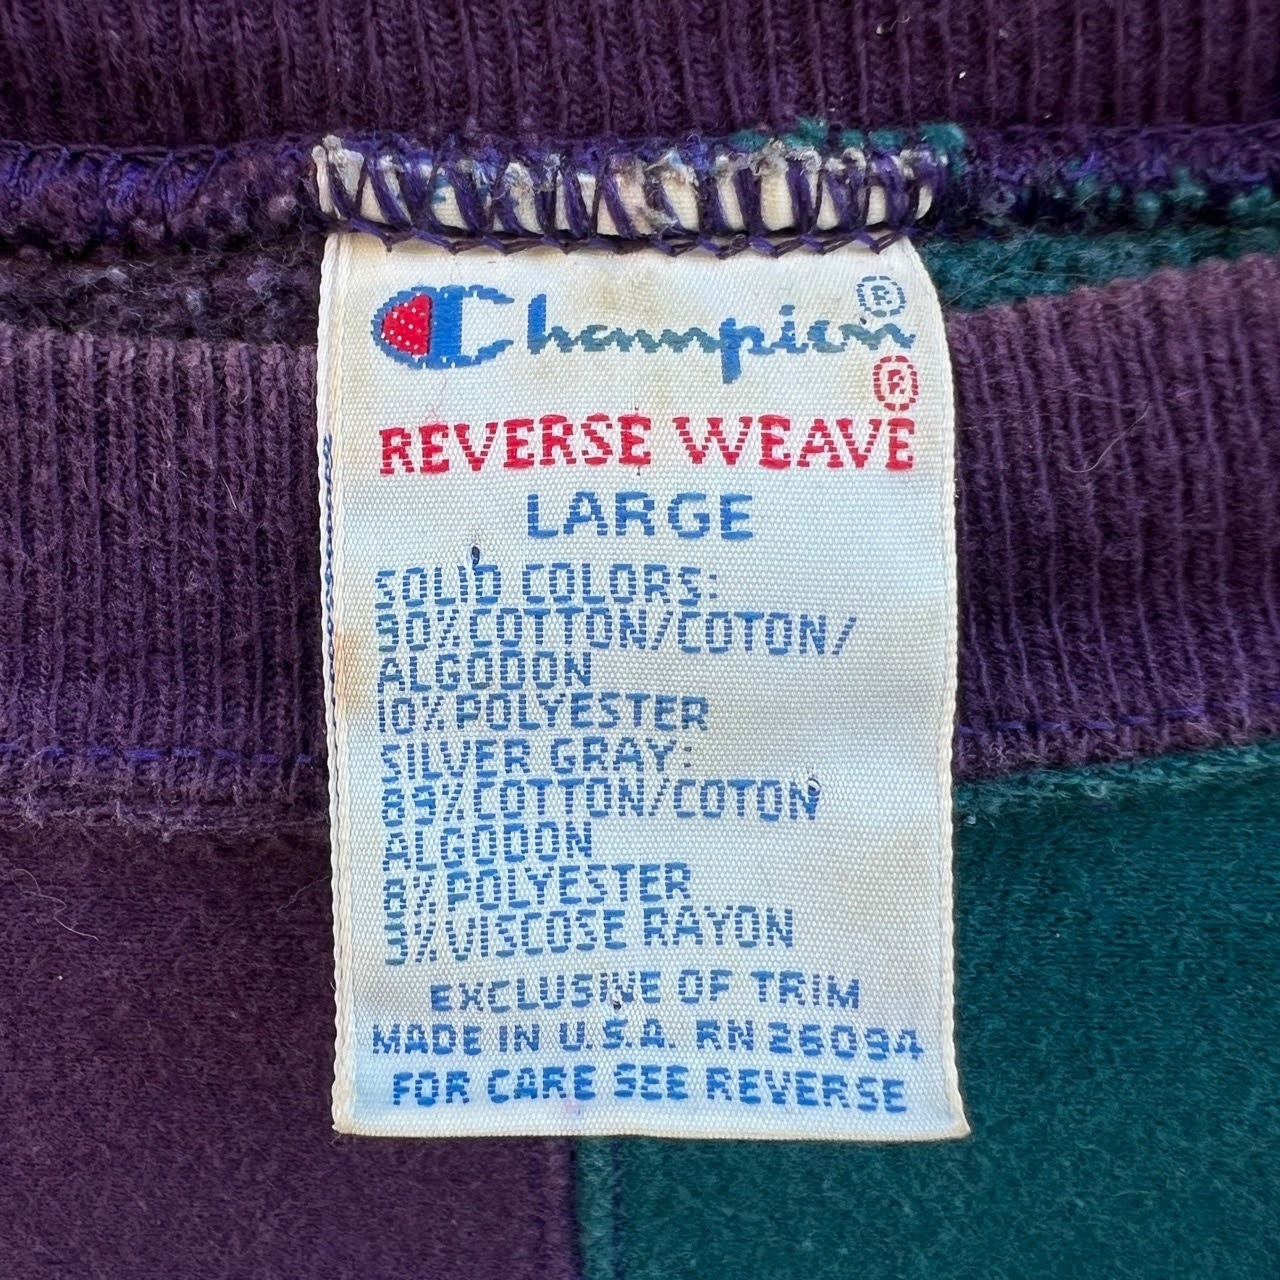 Champion®
REVERSE WEAVE®
LARGE
SOLID COLORS:
90% COTTON/COTON/
ALGODON
10% POLYESTER
SILVER GRAY:
89% COTTON/COTON
ALGODON
8% POLYESTER
3% VISCOSE RAYON
EXCLUSIVE OF TRIM
MADE IN U.S.A. RN 26094
FOR CARE SEE REVERSE